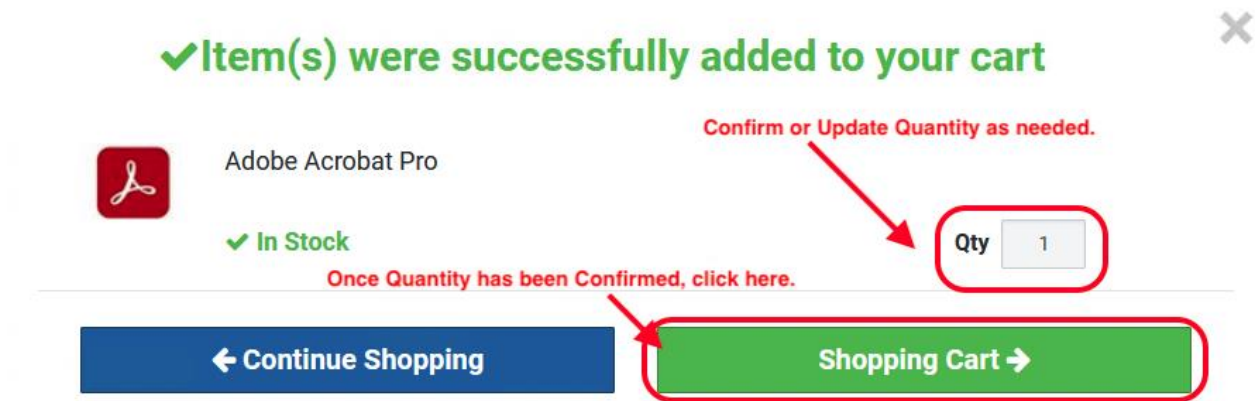 Item(s) were successfully added to your cart
Confirm or Update Quantity as needed.
Adobe Acrobat Pro
In Stock
Qty 1
Once Quantity has been Confirmed, click here.
Continue Shopping
Shopping Cart